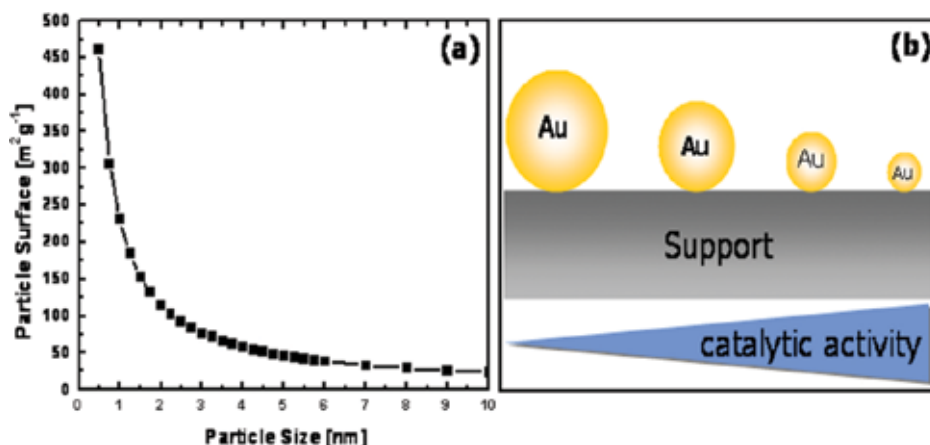 (a)
Particle Surface [m² g⁻¹]
500
450
400
350
300
250
200
150
100
50
0
0 1 2 3 4 5 6 7 8 9 10
Particle Size [nm]
(b)
Au Au Au Au
Support
catalytic activity